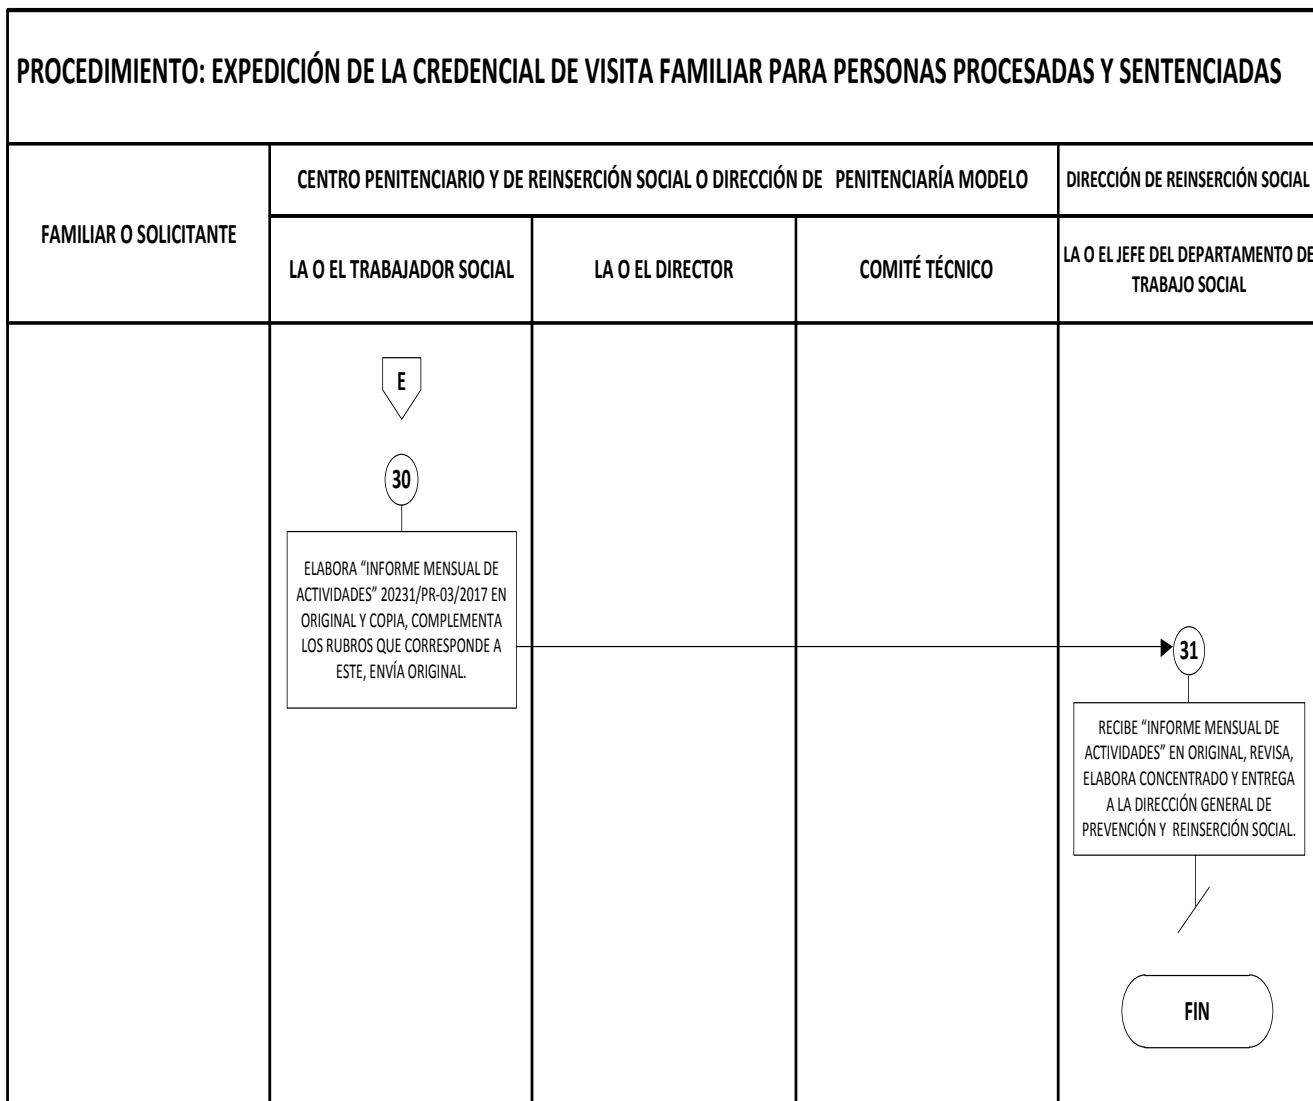 PROCEDIMIENTO: EXPEDICIÓN DE LA CREDENCIAL DE VISITA FAMILIAR PARA PERSONAS PROCESADAS Y SENTENCIADAS
FAMILIAR O SOLICITANTE
CENTRO PENITENCIARIO Y DE REINSERCIÓN SOCIAL O DIRECCIÓN DE PENITENCIARÍA MODELO
DIRECCIÓN DE REINSERCIÓN SOCIAL
LA O EL TRABAJADOR SOCIAL
LA O EL DIRECTOR
COMITÉ TÉCNICO
LA O EL JEFE DEL DEPARTAMENTO DE
TRABAJO SOCIAL
E
30
ELABORA “INFORME MENSUAL DE
ACTIVIDADES” 20231/PR-03/2017 EN
ORIGINAL Y COPIA, COMPLEMENTA
LOS RUBROS QUE CORRESPONDE A
ESTE, ENVÍA ORIGINAL.
31
RECIBE “INFORME MENSUAL DE
ACTIVIDADES” EN ORIGINAL, REVISA,
ELABORA CONCENTRADO Y ENTREGA
A LA DIRECCIÓN GENERAL DE
PREVENCIÓN Y REINSERCIÓN SOCIAL.
FIN